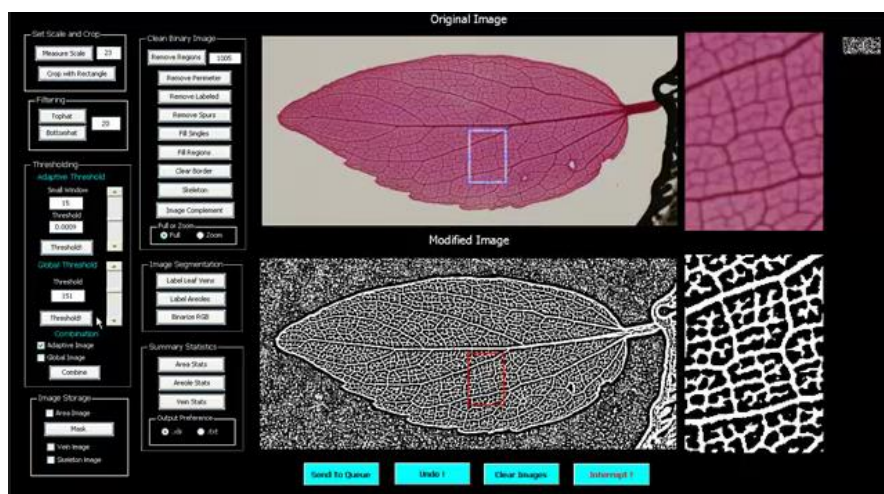 Original Image
Set Scale and Crop
Measure Scale 23
Crop with Rectangle
Filtering
Tophat
Bottomhat
20
Thresholding
Adaptive Threshold
Small Window
15
Threshold
0.0009
Threshold!
Global Threshold
Threshold
151
Threshold!
Combination
Adaptive Image
Global Image
Combine
Image Storage
Area Image
Mask
Vein Image
Skeleton Image
Clean Binary Image
Remove Regions 1005
Remove Perimeter
Remove Labeled
Remove Spurs
Fill Singles
Fill Regions
Clear Border
Skeleton
Image Complement
Full or Zoom
Full Zoom
Image Segmentation
Label Leaf Veins
Label Areoles
Binarize RGB
Summary Statistics
Area Stats
Areole Stats
Vein Stats
Output Preference
.xls .txt
Modified Image
Send To Queue Undo ! Clear Images Interrupt !